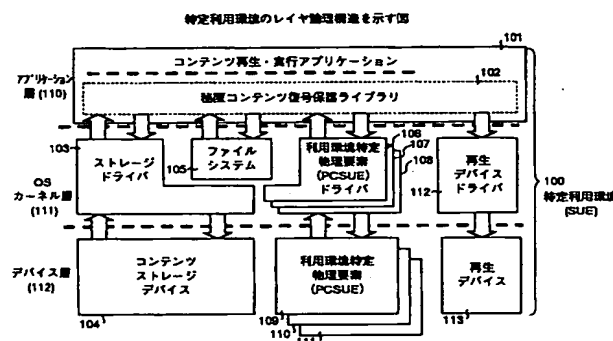 特定利用環境のレイヤ論理構造を示す図
101
コンテンツ再生・実行アプリケーション
102
アプリケーション
層
(110)
秘匿コンテンツ復号保護ライブラリ
103
ストレージ
ドライバ
105
ファイル
システム
利用環境特定
物理要素
(PCSUE)
ドライバ
106
107
108
再生
デバイス
ドライバ
112
100
特定利用環境
(SUE)
OS
カーネル層
(111)
デバイス層
(112)
コンテンツ
ストレージ
デバイス
104
利用環境特定
物理要素
(PCSUE)
109
110
再生
デバイス
113